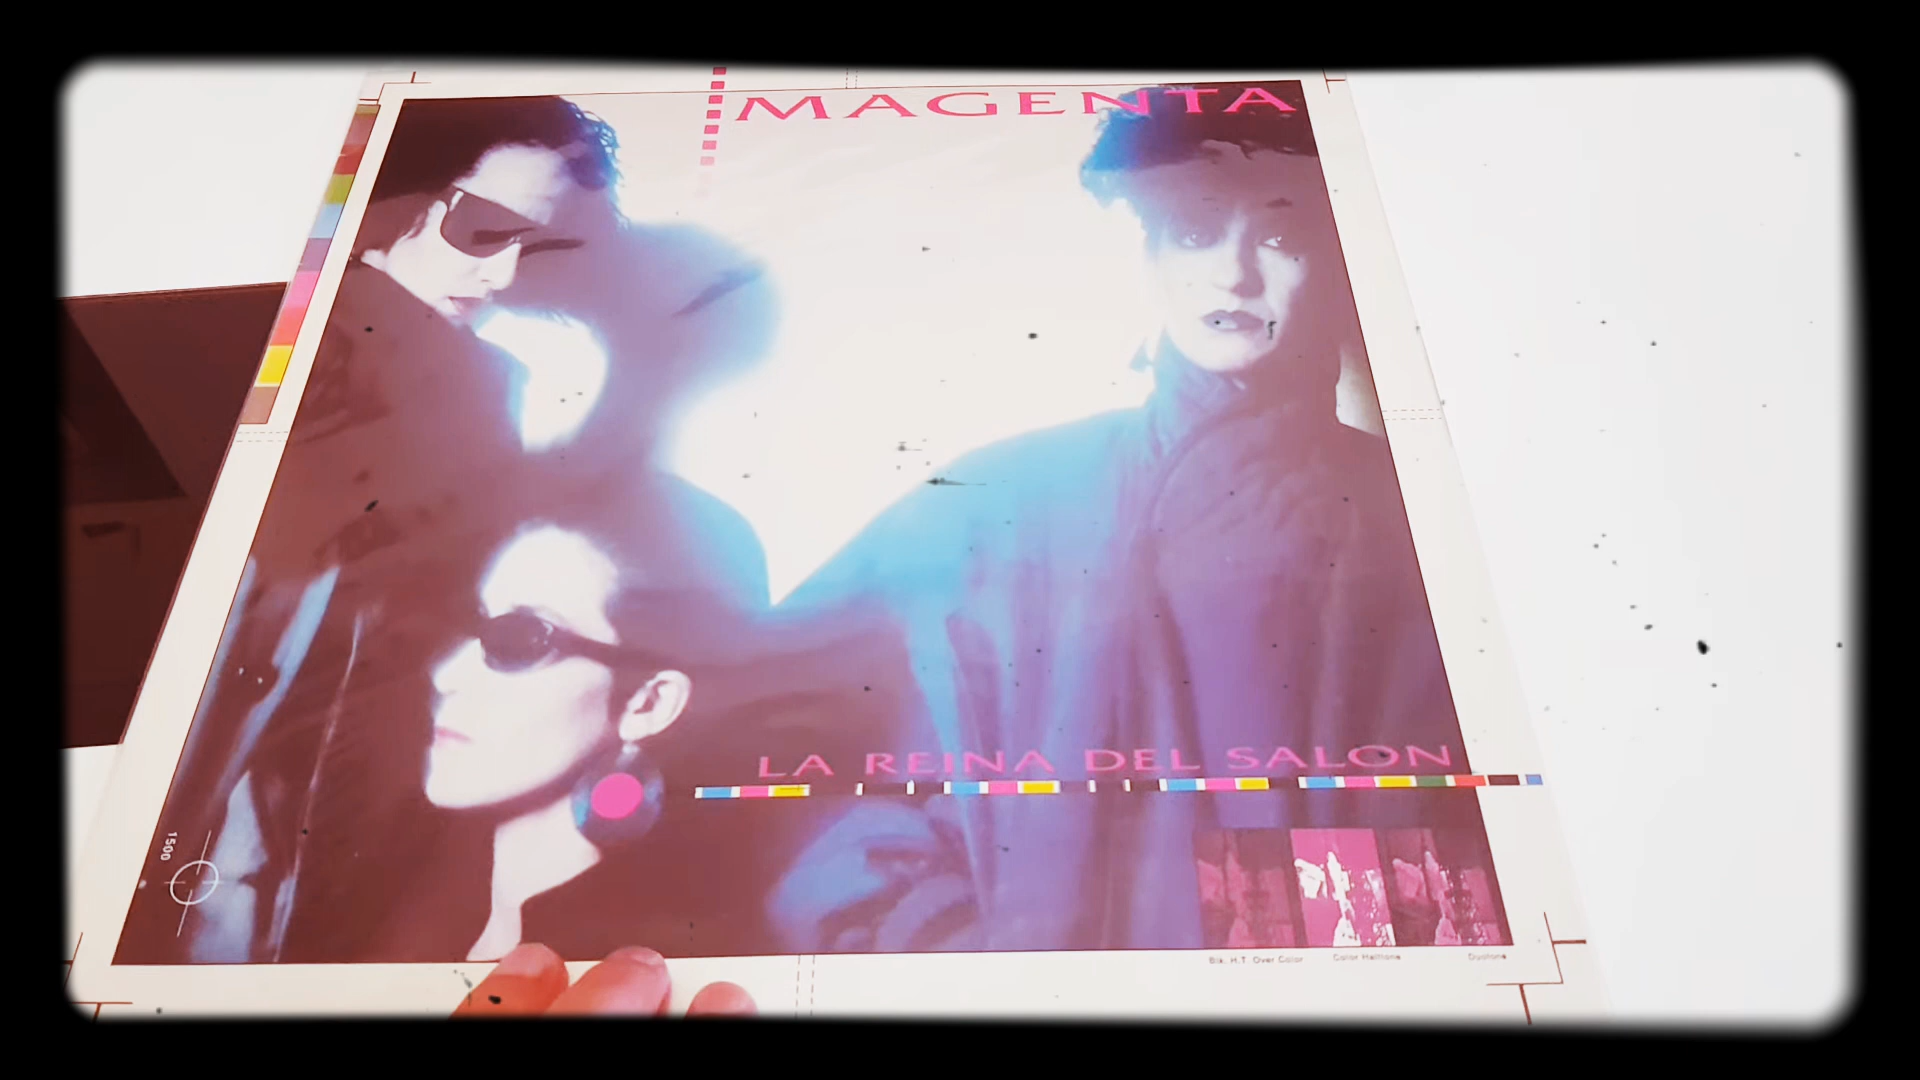 MAGENTA
LA REINA DEL SALON
1500
Blk. H.T. Over Color
Color Halftone
Duotone